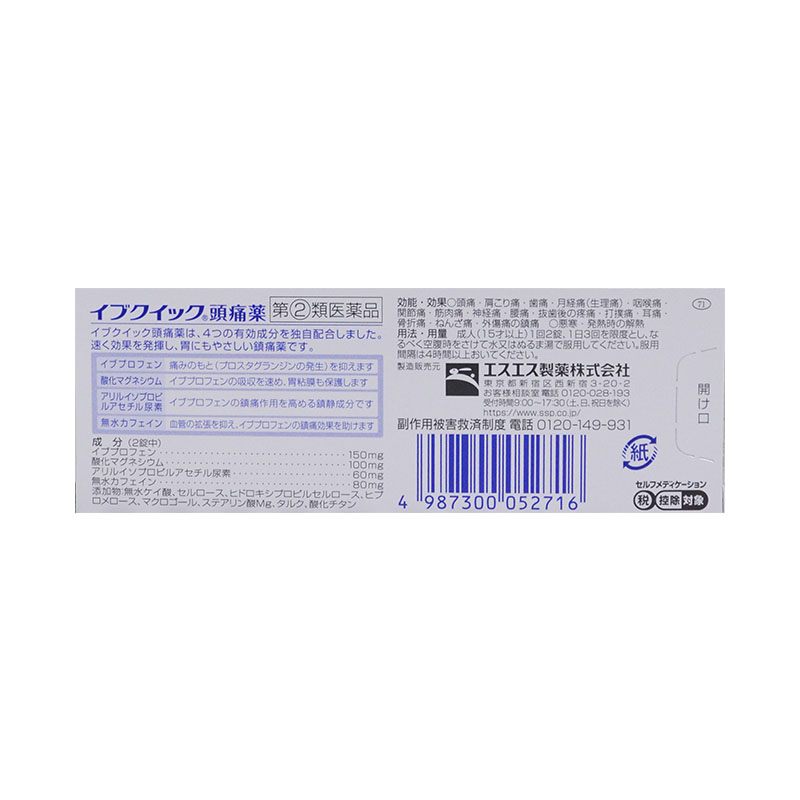 イブクイック®頭痛薬 第②類医薬品
イブクイック頭痛薬は、4つの有効成分を独自配合しました。
速く効果を発揮し、胃にもやさしい鎮痛薬です。
イブプロフェン 痛みのもと(プロスタグランジンの発生)を抑えます
酸化マグネシウム イブプロフェンの吸収を速め、胃粘膜も保護します
アリルイソプロピルアセチル尿素 イブプロフェンの鎮痛作用を高める鎮静成分です
無水カフェイン 血管の拡張を抑え、イブプロフェンの鎮痛効果を助けます
成 分(2錠中)
イブプロフェン 150mg
酸化マグネシウム 100mg
アリルイソプロピルアセチル尿素 60mg
無水カフェイン 80mg
添加物:無水ケイ酸、セルロース、ヒドロキシプロピルセルロース、ヒプ
ロメロース、マクロゴール、ステアリン酸Mg、タルク、酸化チタン
効能・効果○頭痛・肩こり痛・歯痛・月経痛(生理痛)・咽喉痛・
関節痛・筋肉痛・神経痛・腰痛・抜歯後の疼痛・打撲痛・耳痛・
骨折痛・ねんざ痛・外傷痛の鎮痛 ○悪寒・発熱時の解熱
用法・用量 成人(15才以上)1回2錠、1日3回を限度とし、な
るべく空腹時をさけて水又はぬるま湯で服用してください。服用
間隔は4時間以上おいてください。
製造販売元 エスエス製薬株式会社
東京都新宿区西新宿3-20-2
お客様相談室 電話 0120-028-193
受付時間9:00〜17:30(土、日、祝日を除く)
https://www.ssp.co.jp/
副作用被害救済制度 電話 0120-149-931
4 987300 052716
71
開け口
紙
セルフメディケーション
税 控除 対象